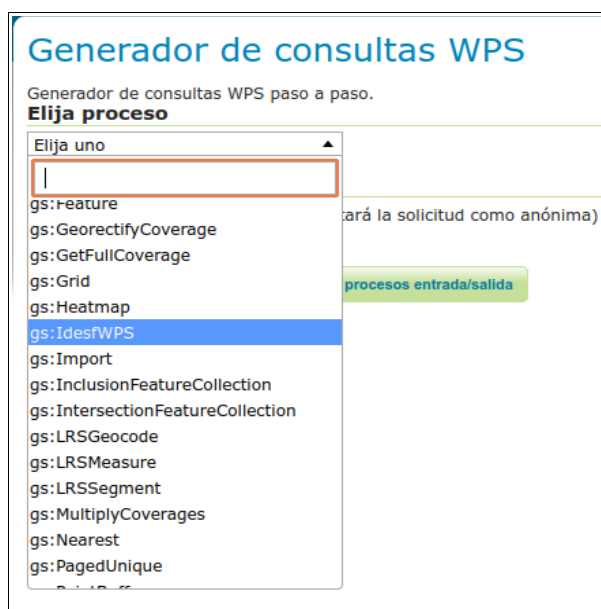 Generador de consultas WPS
Generador de consultas WPS paso a paso.
Elija proceso
Elija uno
gs:Feature
tará la solicitud como anónima)
gs:GeorectifyCoverage
gs:GetFullCoverage
gs:Grid
procesos entrada/salida
gs:Heatmap
gs:IdesfWPS
gs:Import
gs:InclusionFeatureCollection
gs:IntersectionFeatureCollection
gs:LRSGeocode
gs:LRSMeasure
gs:LRSSegment
gs:MultiplyCoverages
gs:Nearest
gs:PagedUnique